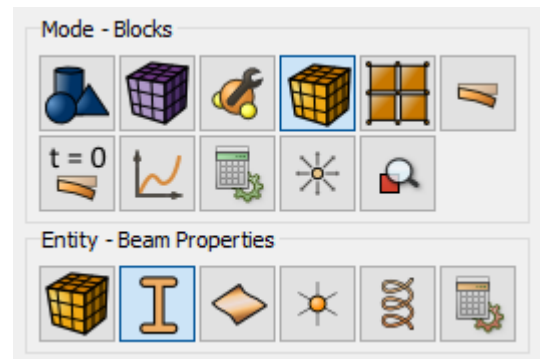 Mode - Blocks
t = 0
Entity - Beam Properties